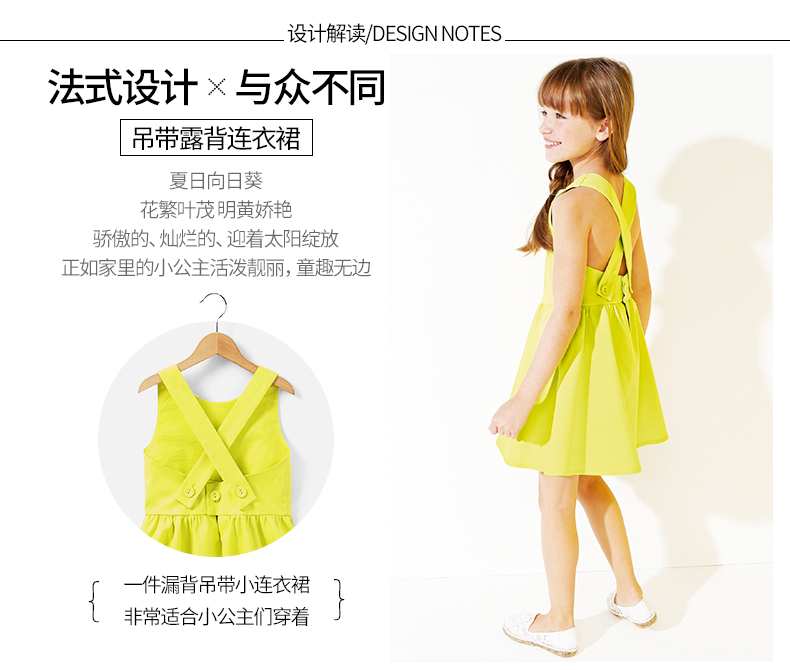 设计解读/DESIGN NOTES
法式设计×与众不同
吊带露背连衣裙
夏日向日葵
花繁叶茂 明黄娇艳
骄傲的、灿烂的、迎着太阳绽放
正如家里的小公主活泼靓丽，童趣无边
一件漏背吊带小连衣裙
非常适合小公主们穿着